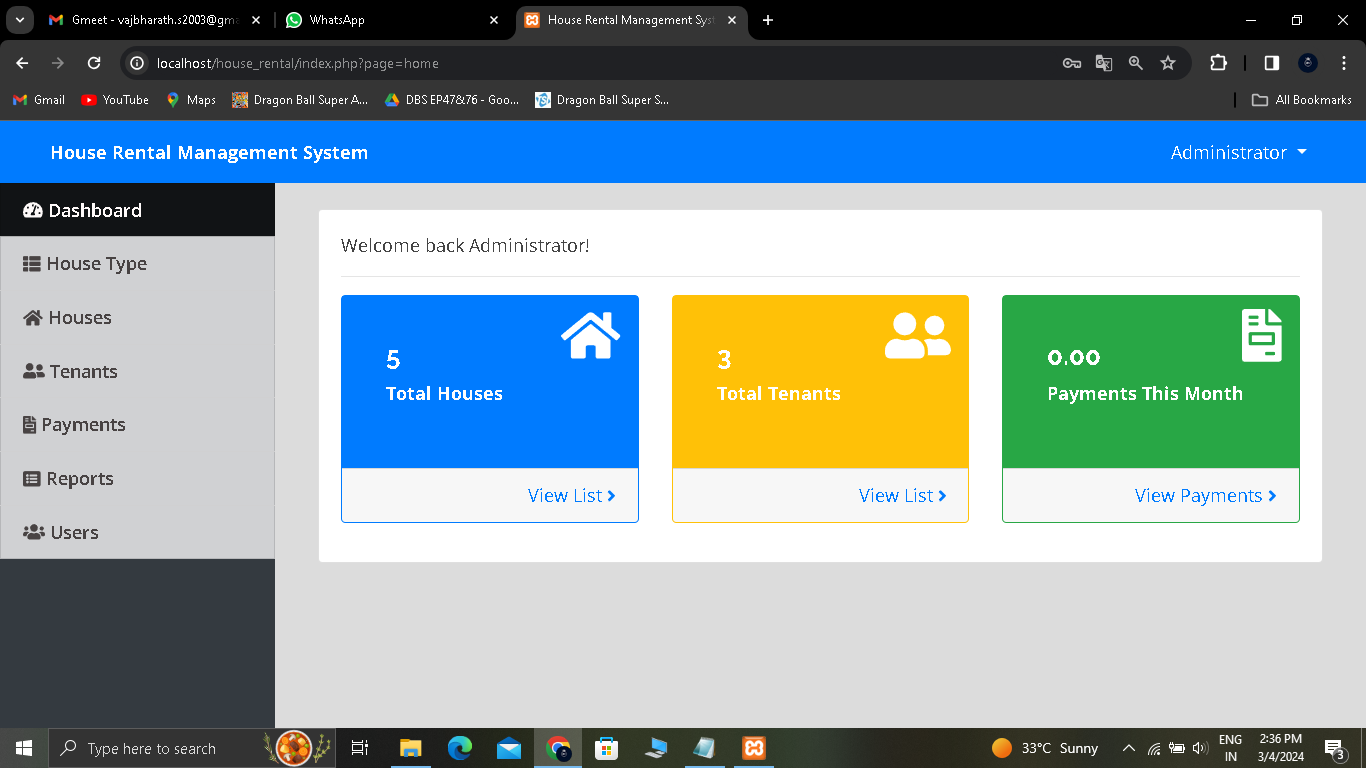 Gmeet - vajbharath.s2003@gma
WhatsApp
House Rental Management Syst
localhost/house_rental/index.php?page=home
Gmail
YouTube
Maps
Dragon Ball Super A...
DBS EP47&76 - Goo...
Dragon Ball Super S...
All Bookmarks
House Rental Management System
Administrator
Dashboard
House Type
Houses
Tenants
Payments
Reports
Users
Welcome back Administrator!
5
Total Houses
View List
3
Total Tenants
View List
0.00
Payments This Month
View Payments
Type here to search
33°C Sunny
ENG
IN
2:36 PM
3/4/2024
3